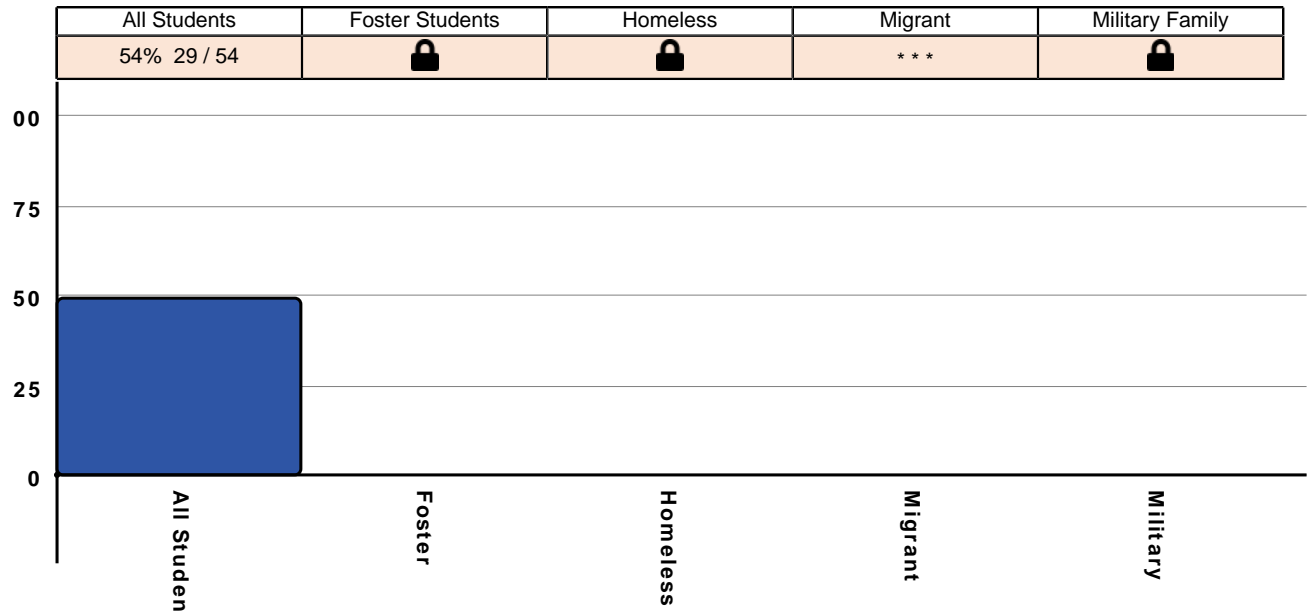 All Students Foster Students Homeless Migrant Military Family
54% 29 / 54 * * *
00
75
50
25
0
All Studen
Foster
Homeless
Migrant
Military